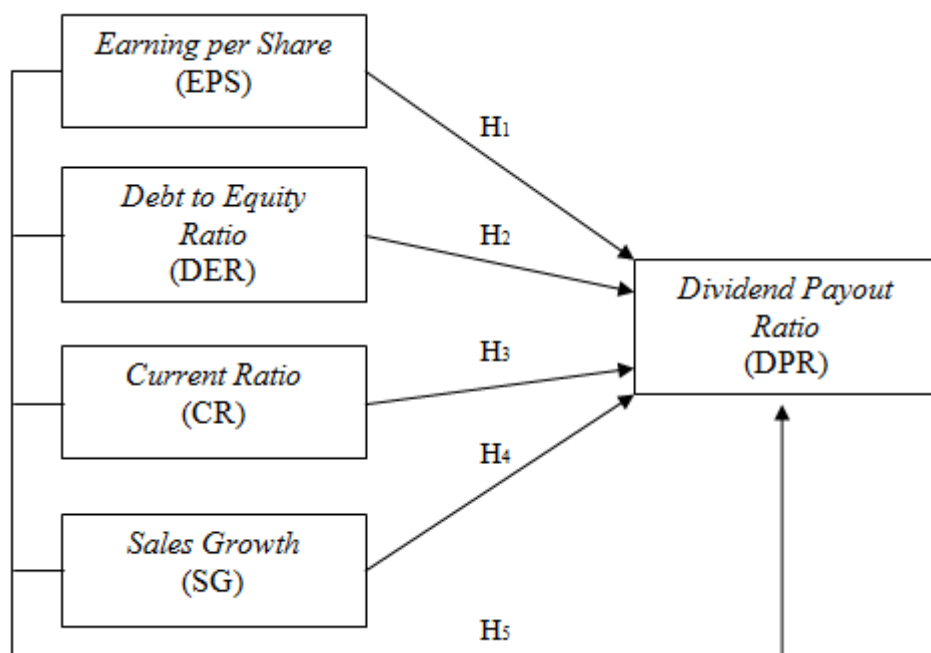 Earning per Share
(EPS)
H1
Debt to Equity
Ratio
(DER)
H2
Dividend Payout
Ratio
(DPR)
Current Ratio
(CR)
H3
H4
Sales Growth
(SG)
H5